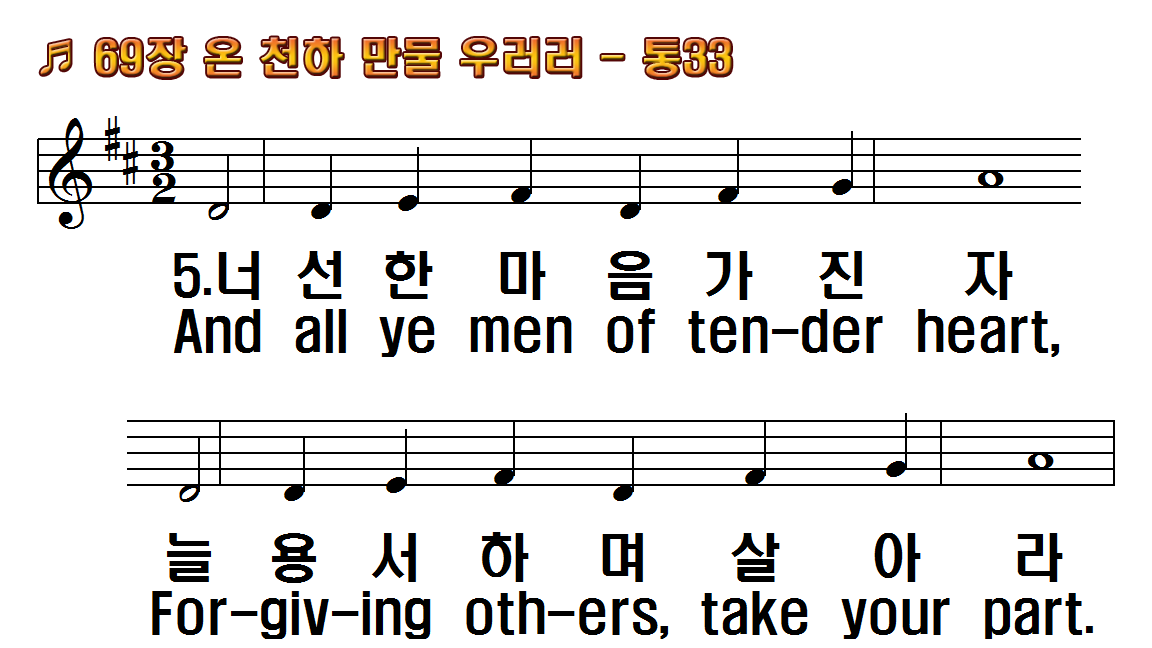 ♬ 69장 온 천하 만물 우러러 - 통33
5.너 선 한 마 음 가 진 자
And all ye men of ten-der heart,
늘 용 서 하 며 살 아 라
For-giv-ing oth-ers, take your part.